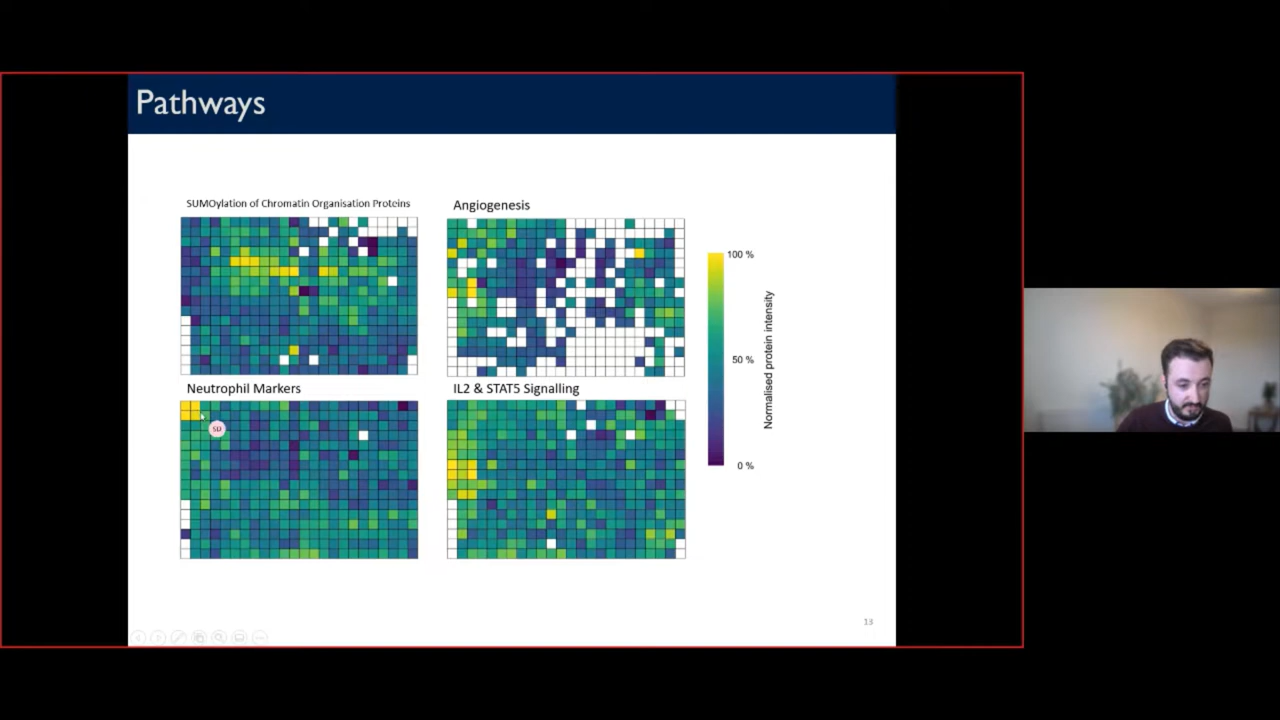 Pathways
SUMOylation of Chromatin Organisation Proteins
Angiogenesis
100 %
50 %
0 %
Normalised protein intensity
Neutrophil Markers
IL2 & STAT5 Signalling
SD
13